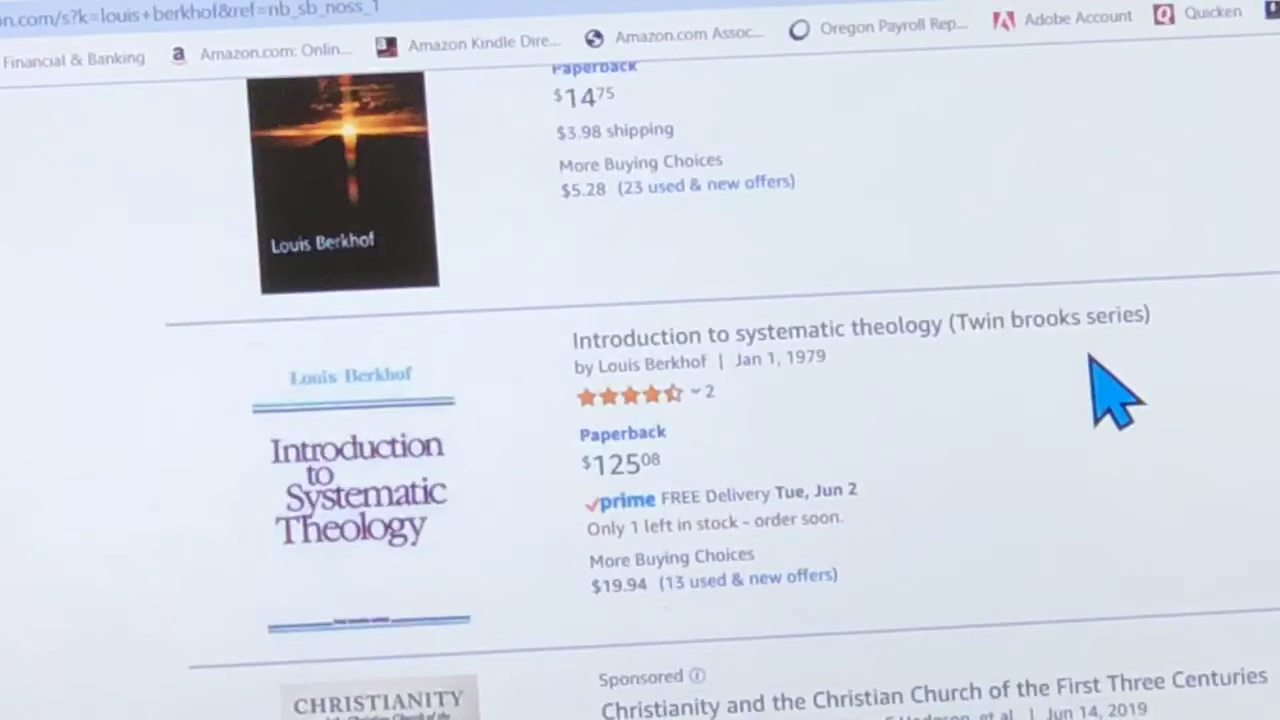 n.com/s?k=louis+berkhof&ref=nb_sb_noss_1
Financial & Banking a Amazon.com: Onlin... Amazon Kindle Dire... Amazon.com Assoc... Oregon Payroll Rep... Adobe Account Q Quicken
Paperback
$14 75
$3.98 shipping
More Buying Choices
$5.28 (23 used & new offers)
Louis Berkhof
Introduction to systematic theology (Twin brooks series)
by Louis Berkhof | Jan 1, 1979
2
Paperback
$125 08
prime FREE Delivery Tue, Jun 2
Only 1 left in stock - order soon.
More Buying Choices
$19.94 (13 used & new offers)
Louis Berkhof
Introduction
to
Systematic
Theology
Sponsored
Christianity and the Christian Church of the First Three Centuries
et al. | Jun 14, 2019
CHRISTIANITY